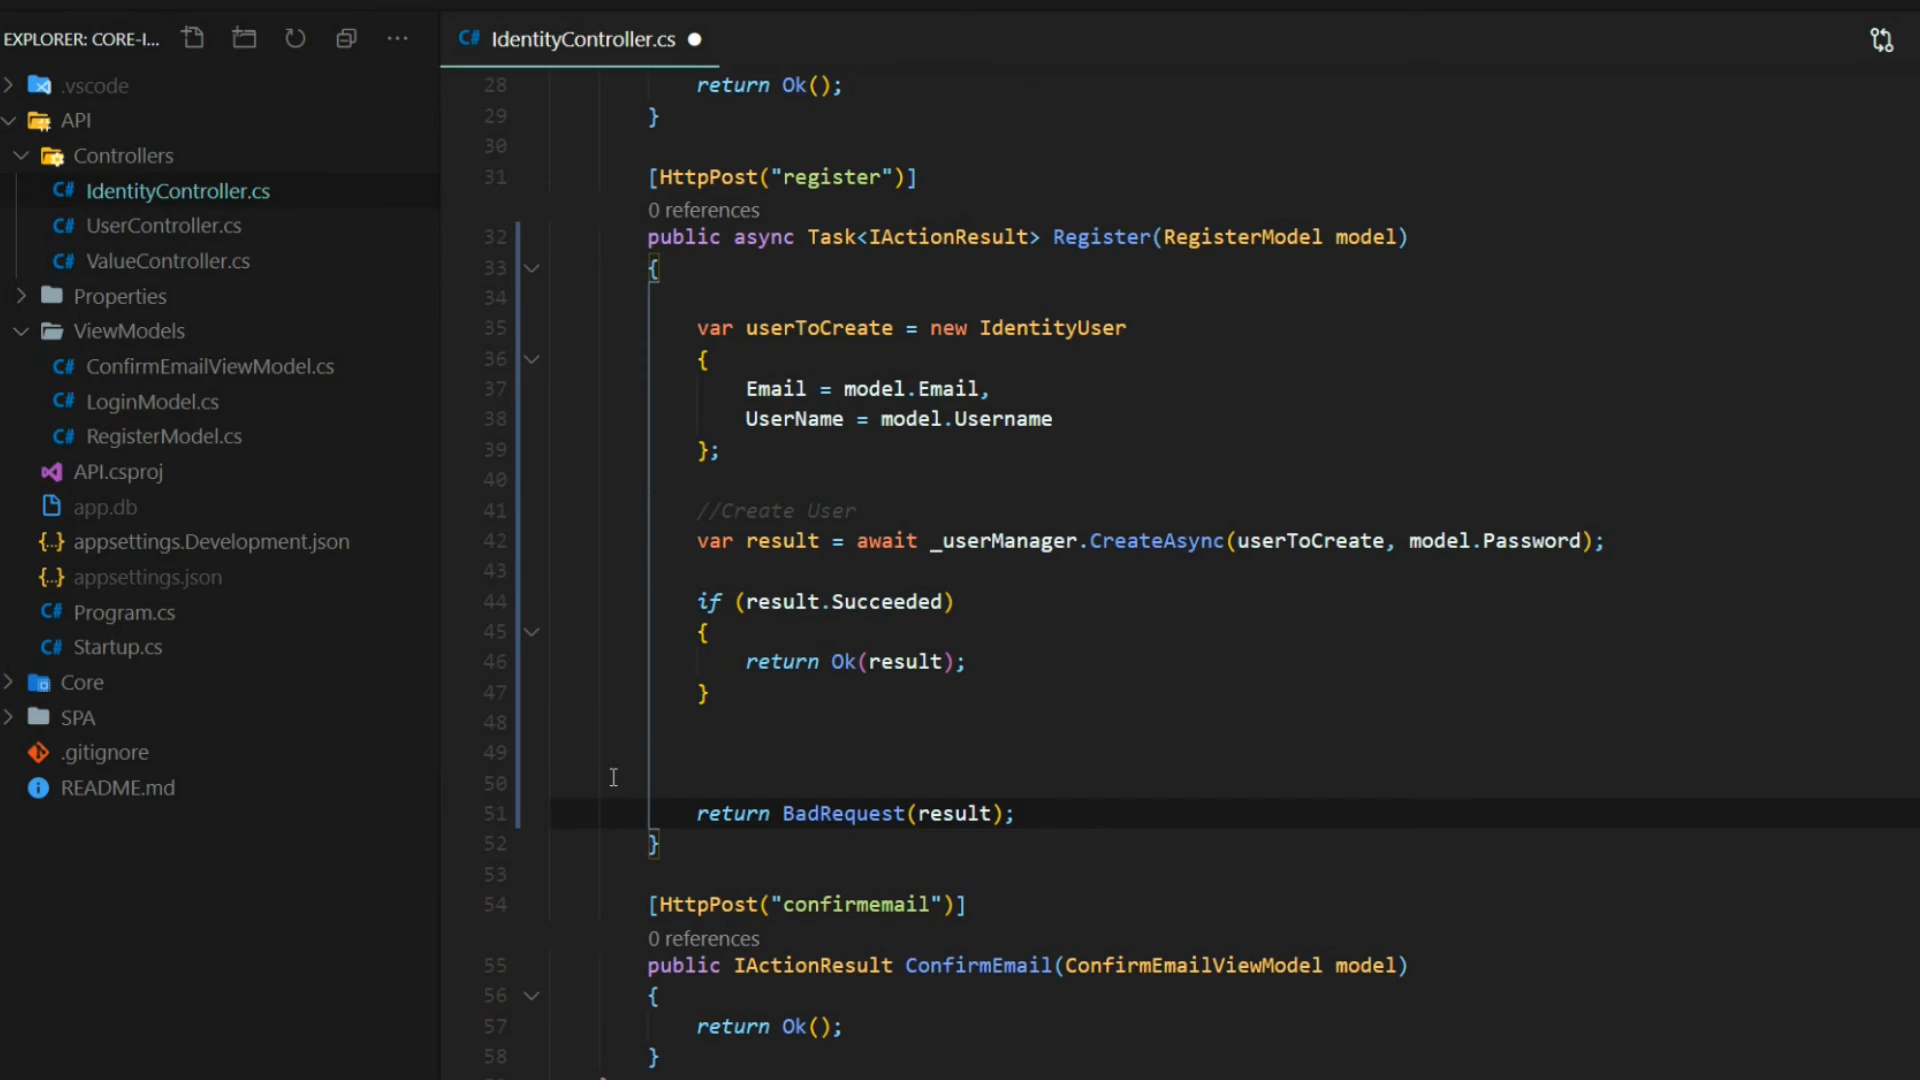 EXPLORER: CORE-I...
.vscode
API
Controllers
C# IdentityController.cs
C# UserController.cs
C# ValueController.cs
Properties
ViewModels
C# ConfirmEmailViewModel.cs
C# LoginModel.cs
C# RegisterModel.cs
API.csproj
app.db
{..} appsettings.Development.json
{..} appsettings.json
C# Program.cs
C# Startup.cs
Core
SPA
.gitignore
README.md
C# IdentityController.cs
28 return Ok();
29 }
30
31 [HttpPost("register")]
0 references
32 public async Task<IActionResult> Register(RegisterModel model)
33 {
34
35 var userToCreate = new IdentityUser
36 {
37 Email = model.Email,
38 UserName = model.Username
39 };
40
41 //Create User
42 var result = await _userManager.CreateAsync(userToCreate, model.Password);
43
44 if (result.Succeeded)
45 {
46 return Ok(result);
47 }
48
49
50
51 return BadRequest(result);
52 }
53
54 [HttpPost("confirmemail")]
0 references
55 public IActionResult ConfirmEmail(ConfirmEmailViewModel model)
56 {
57 return Ok();
58 }